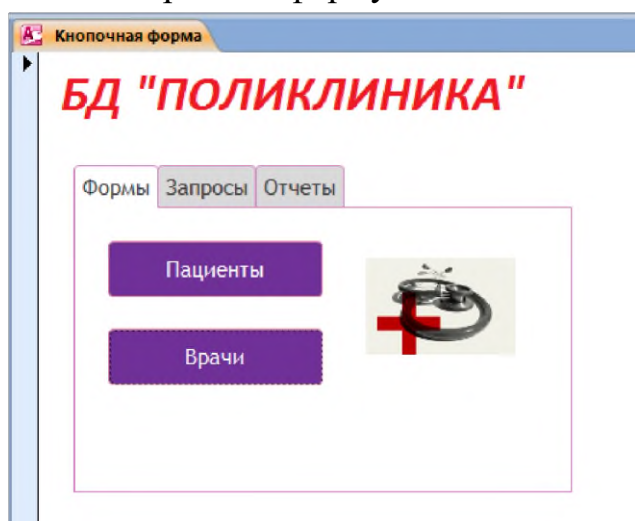 Кнопочная форма
БД "ПОЛИКЛИНИКА"
Формы Запросы Отчеты
Пациенты
Врачи